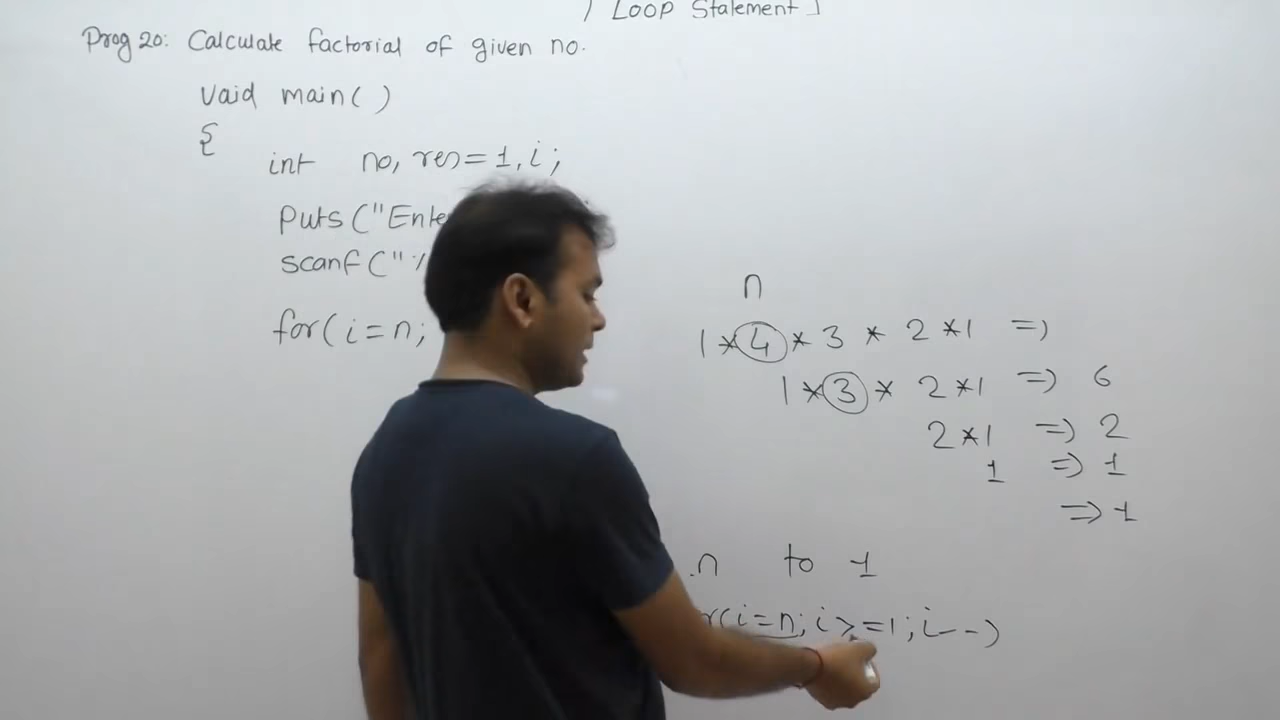 Loop Statement ]
Prog 20: Calculate factorial of given no.
void main( )
{
int no, res=1, i ;
Puts ("Ente
scanf ("%
for( i=n;
n
1 * 4 * 3 * 2 * 1 =>
1 * 3 * 2 * 1 => 6
2 * 1 => 2
1 => 1
=> 1
n to 1
r(i=n; i>=1; i--)